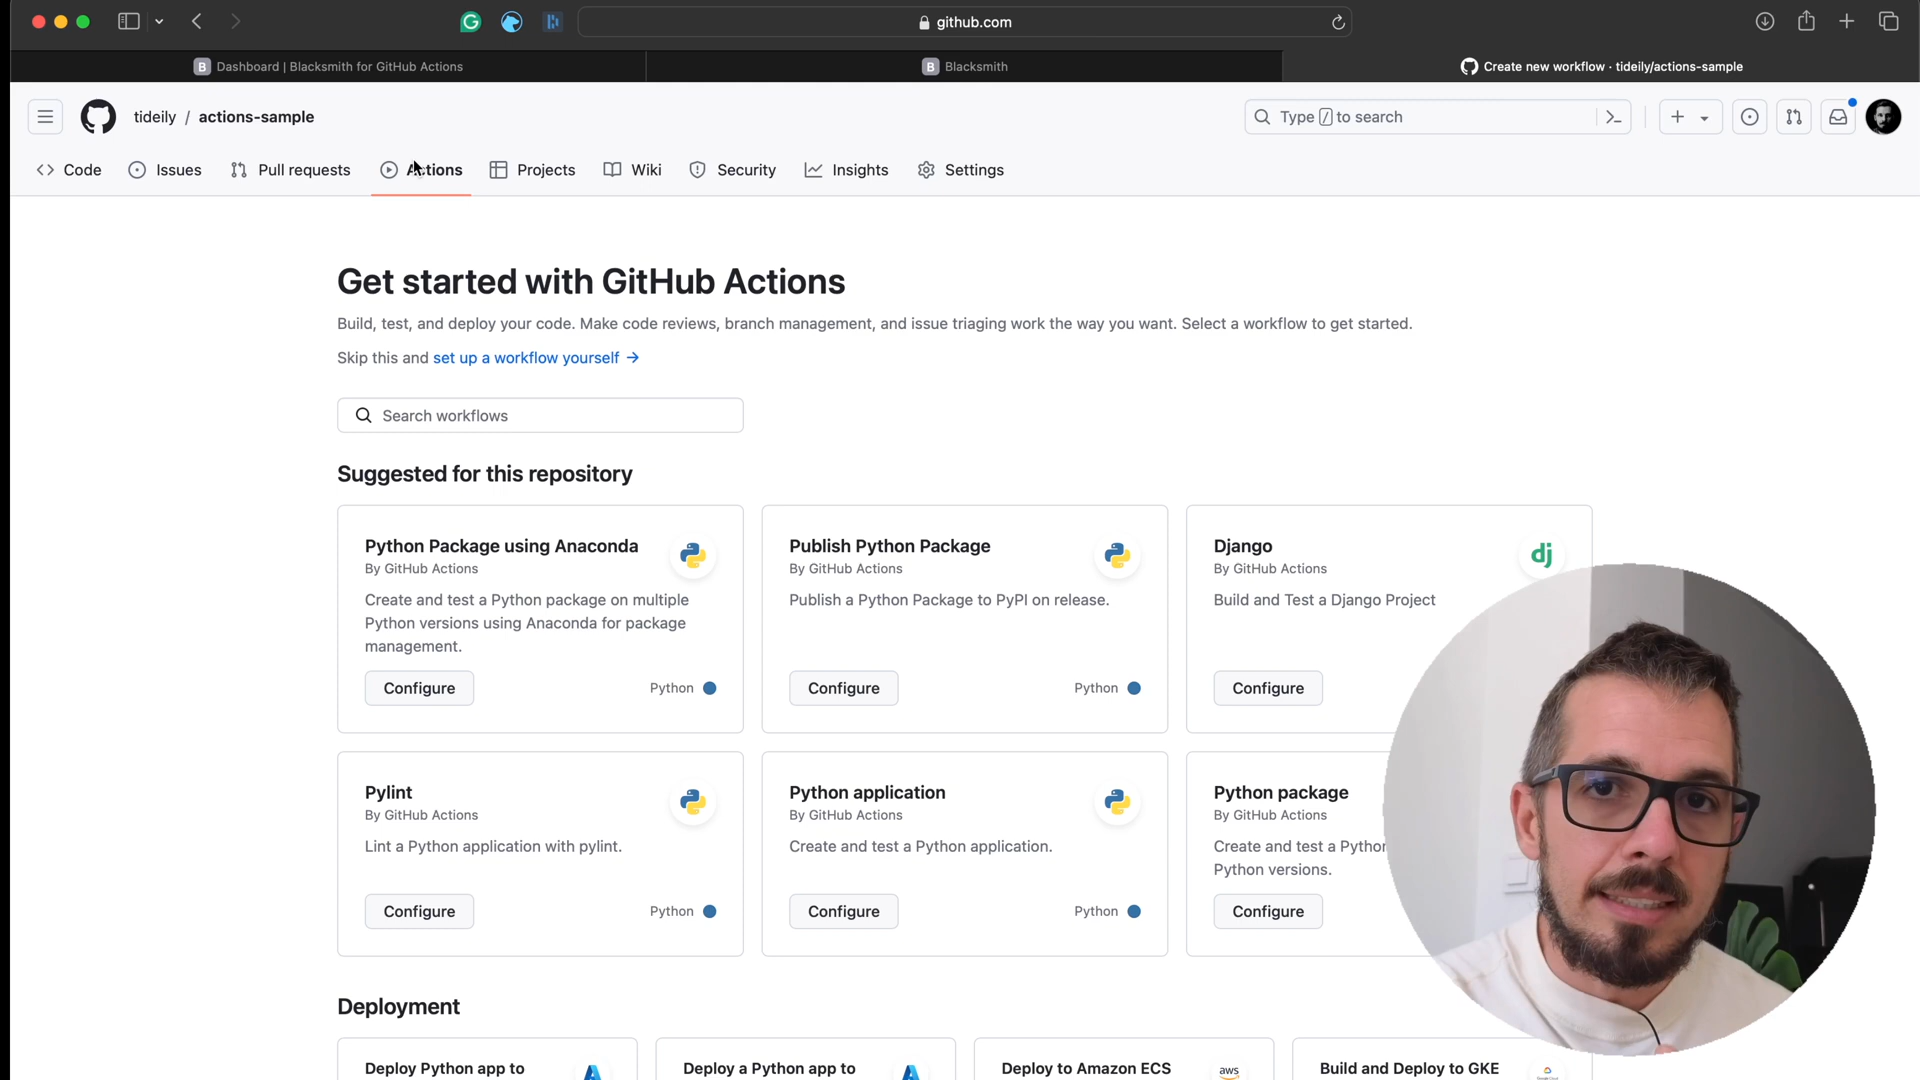 github.com
Dashboard | Blacksmith for GitHub Actions
Blacksmith
Create new workflow · tideily/actions-sample
tideily / actions-sample
Type / to search
Code
Issues
Pull requests
Actions
Projects
Wiki
Security
Insights
Settings
Get started with GitHub Actions
Build, test, and deploy your code. Make code reviews, branch management, and issue triaging work the way you want. Select a workflow to get started.
Skip this and set up a workflow yourself →
Search workflows
Suggested for this repository
Python Package using Anaconda
By GitHub Actions
Create and test a Python package on multiple
Python versions using Anaconda for package
management.
Configure
Python
Publish Python Package
By GitHub Actions
Publish a Python Package to PyPI on release.
Configure
Python
Django
By GitHub Actions
Build and Test a Django Project
Configure
dj
Pylint
By GitHub Actions
Lint a Python application with pylint.
Configure
Python
Python application
By GitHub Actions
Create and test a Python application.
Configure
Python
Python package
By GitHub Actions
Create and test a Python
Python versions.
Configure
Deployment
Deploy Python app to
Deploy a Python app to
Deploy to Amazon ECS
aws
Build and Deploy to GKE